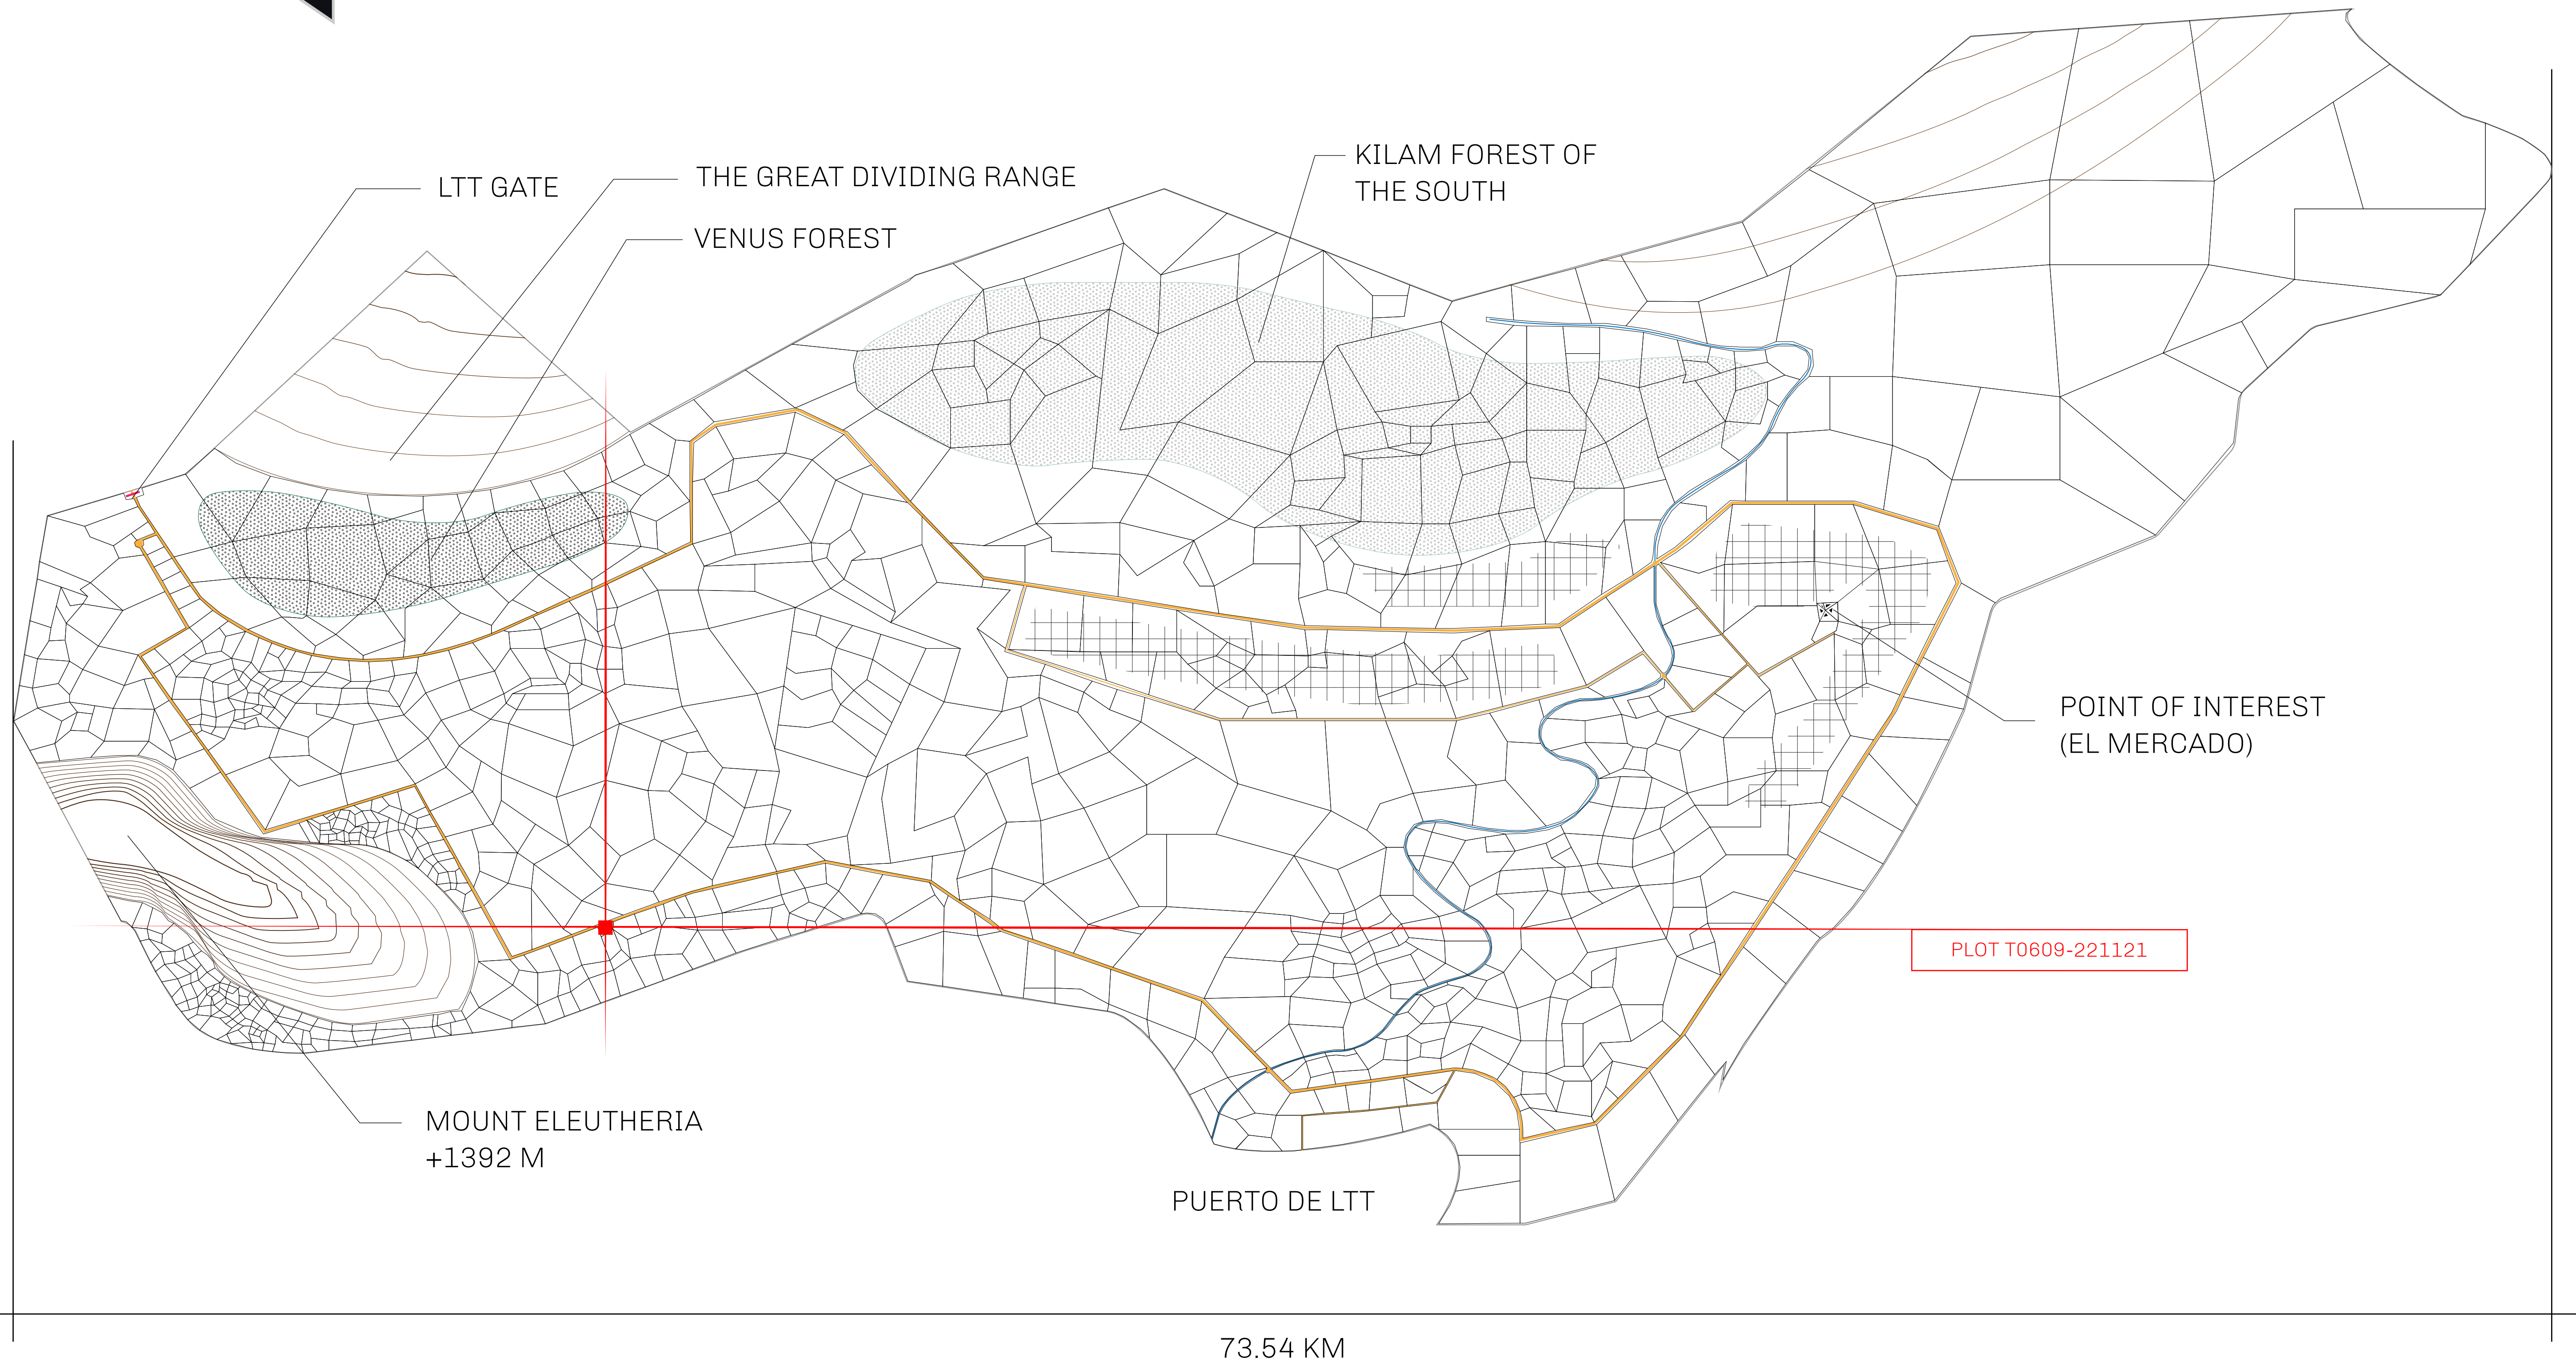 KILAM FOREST OF
THE SOUTH
THE GREAT DIVIDING RANGE
LTT GATE
VENUS FOREST
POINT OF INTEREST
(EL MERCADO)
PLOT T0609-221121
MOUNT ELEUTHERIA
+1392 M
PUERTO DE LTT
73.54 KM